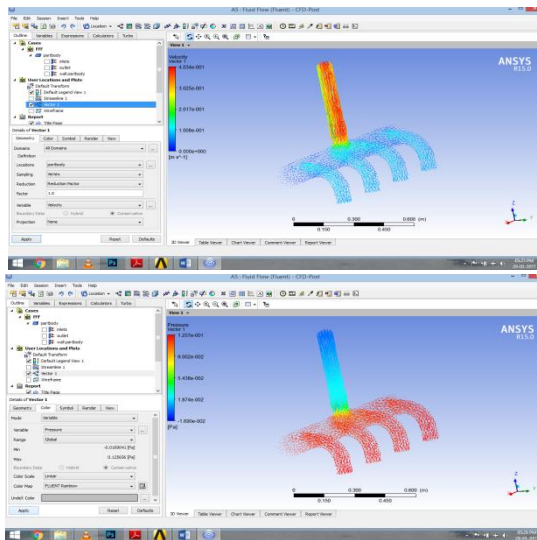 A5 : Fluid Flow (Fluent) - CFD-Post
File Edit Session Insert Tools Help
Location
Outline Variables Expressions Calculators Turbo
Cases
FFF
partbody
inlets
outlet
wall partbody
User Locations and Plots
Default Transform
Default Legend View 1
Streamline 1
Vector 1
Wireframe
Report
Title Page
Details of Vector 1
Geometry Color Symbol Render View
Domains All Domains
Definition
Locations partbody
Sampling Vertex
Reduction Reduction Factor
Factor 1.0
Variable Velocity
Boundary Data Hybrid Conservative
Projection None
Apply Reset Defaults
View 1
Velocity
Vector 1
3.025e-001
2.017e-001
1.008e-001
0.000e+000
[m s^-1]
ANSYS
R15.0
0 0.300 0.600 (m)
0.150 0.450
3D Viewer Table Viewer Chart Viewer Comment Viewer Report Viewer
A5 : Fluid Flow (Fluent) - CFD-Post
File Edit Session Insert Tools Help
Location
Outline Variables Expressions Calculators Turbo
Cases
FFF
partbody
inlets
outlet
wall partbody
User Locations and Plots
Default Transform
Default Legend View 1
Streamline 1
Vector 1
Wireframe
Report
Title Page
Details of Vector 1
Geometry Color Symbol Render View
Mode Variable
Variable Pressure
Range Global
Min
Max 0.125656 [Pa]
Boundary Data Hybrid Conservative
Color Scale Linear
Color Map FLUENT Rainbow
Undef. Color
Apply Reset Defaults
View 1
Pressure
Vector 1
1.257e-001
9.002e-002
5.438e-002
1.874e-002
-1.690e-002
[Pa]
ANSYS
R15.0
0 0.300 0.600 (m)
0.150 0.450
3D Viewer Table Viewer Chart Viewer Comment Viewer Report Viewer